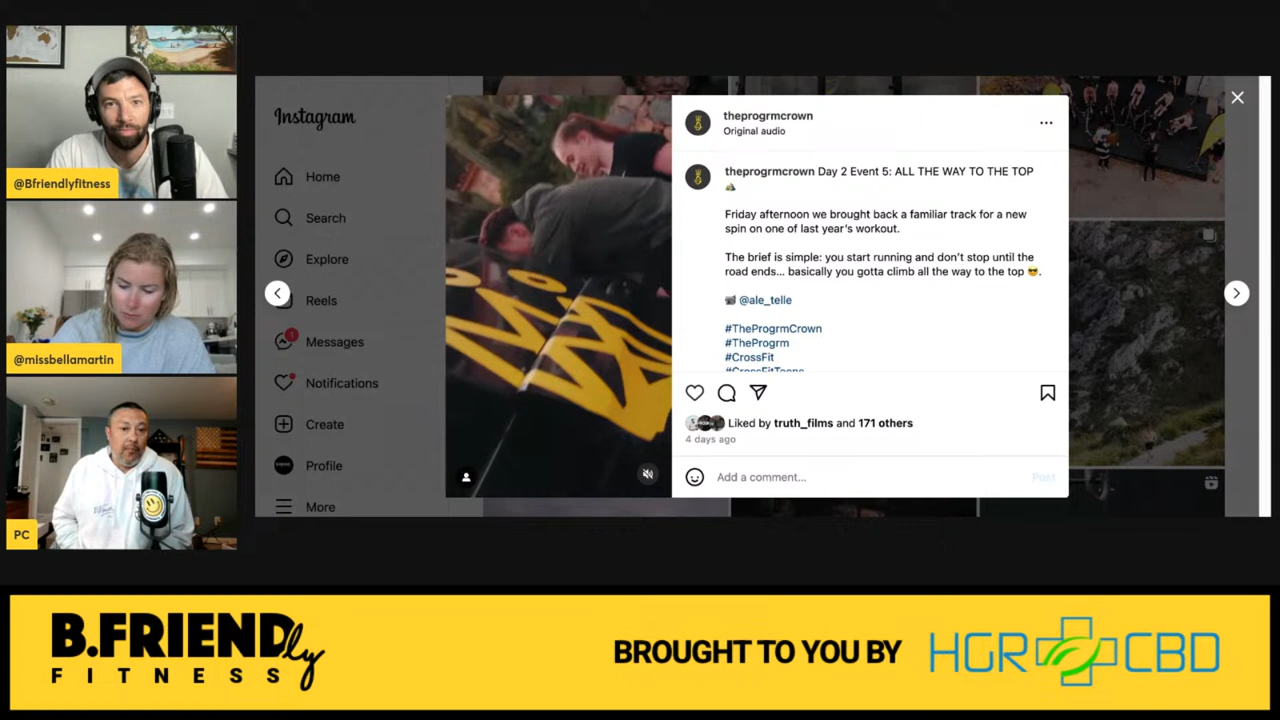 @Bfriendlyfitness
@missbellamartin
PC
Instagram
Home
Search
Explore
Reels
1
Messages
Notifications
Create
Profile
More
theprogrmcrown
Original audio
theprogrmcrown Day 2 Event 5: ALL THE WAY TO THE TOP
⛰️
Friday afternoon we brought back a familiar track for a new
spin on one of last year's workout.
The brief is simple: you start running and don't stop until the
road ends... basically you gotta climb all the way to the top 😎.
📹 @ale_telle
#TheProgrmCrown
#TheProgrm
#CrossFit
#CrossFitTeens
Liked by truth_films and 171 others
4 days ago
Add a comment...
Post
B.FRIENDly
FITNESS
BROUGHT TO YOU BY
HGR CBD